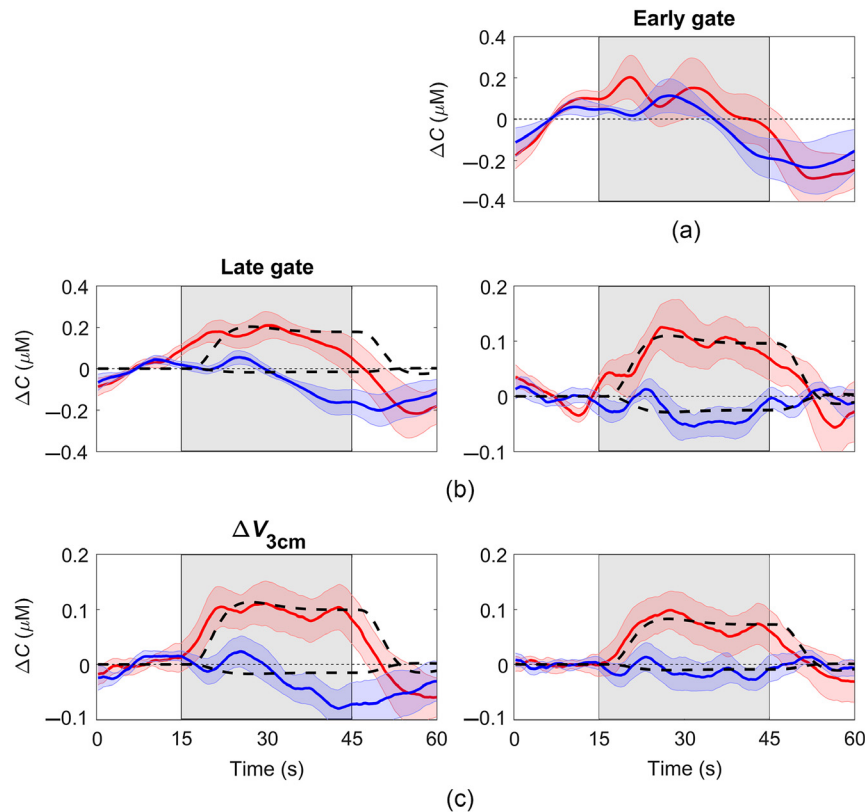 Early gate
0.4
0.2
0
–0.2
–0.4
ΔC (μM)
(a)
Late gate
0.4
0.2
0
–0.2
–0.4
ΔC (μM)
0.2
0.1
0
–0.1
ΔC (μM)
(b)
ΔV3cm
0.2
0.1
0
–0.1
ΔC (μM)
0 15 30 45 60
Time (s)
0.2
0.1
0
–0.1
0 15 30 45 60
Time (s)
(c)